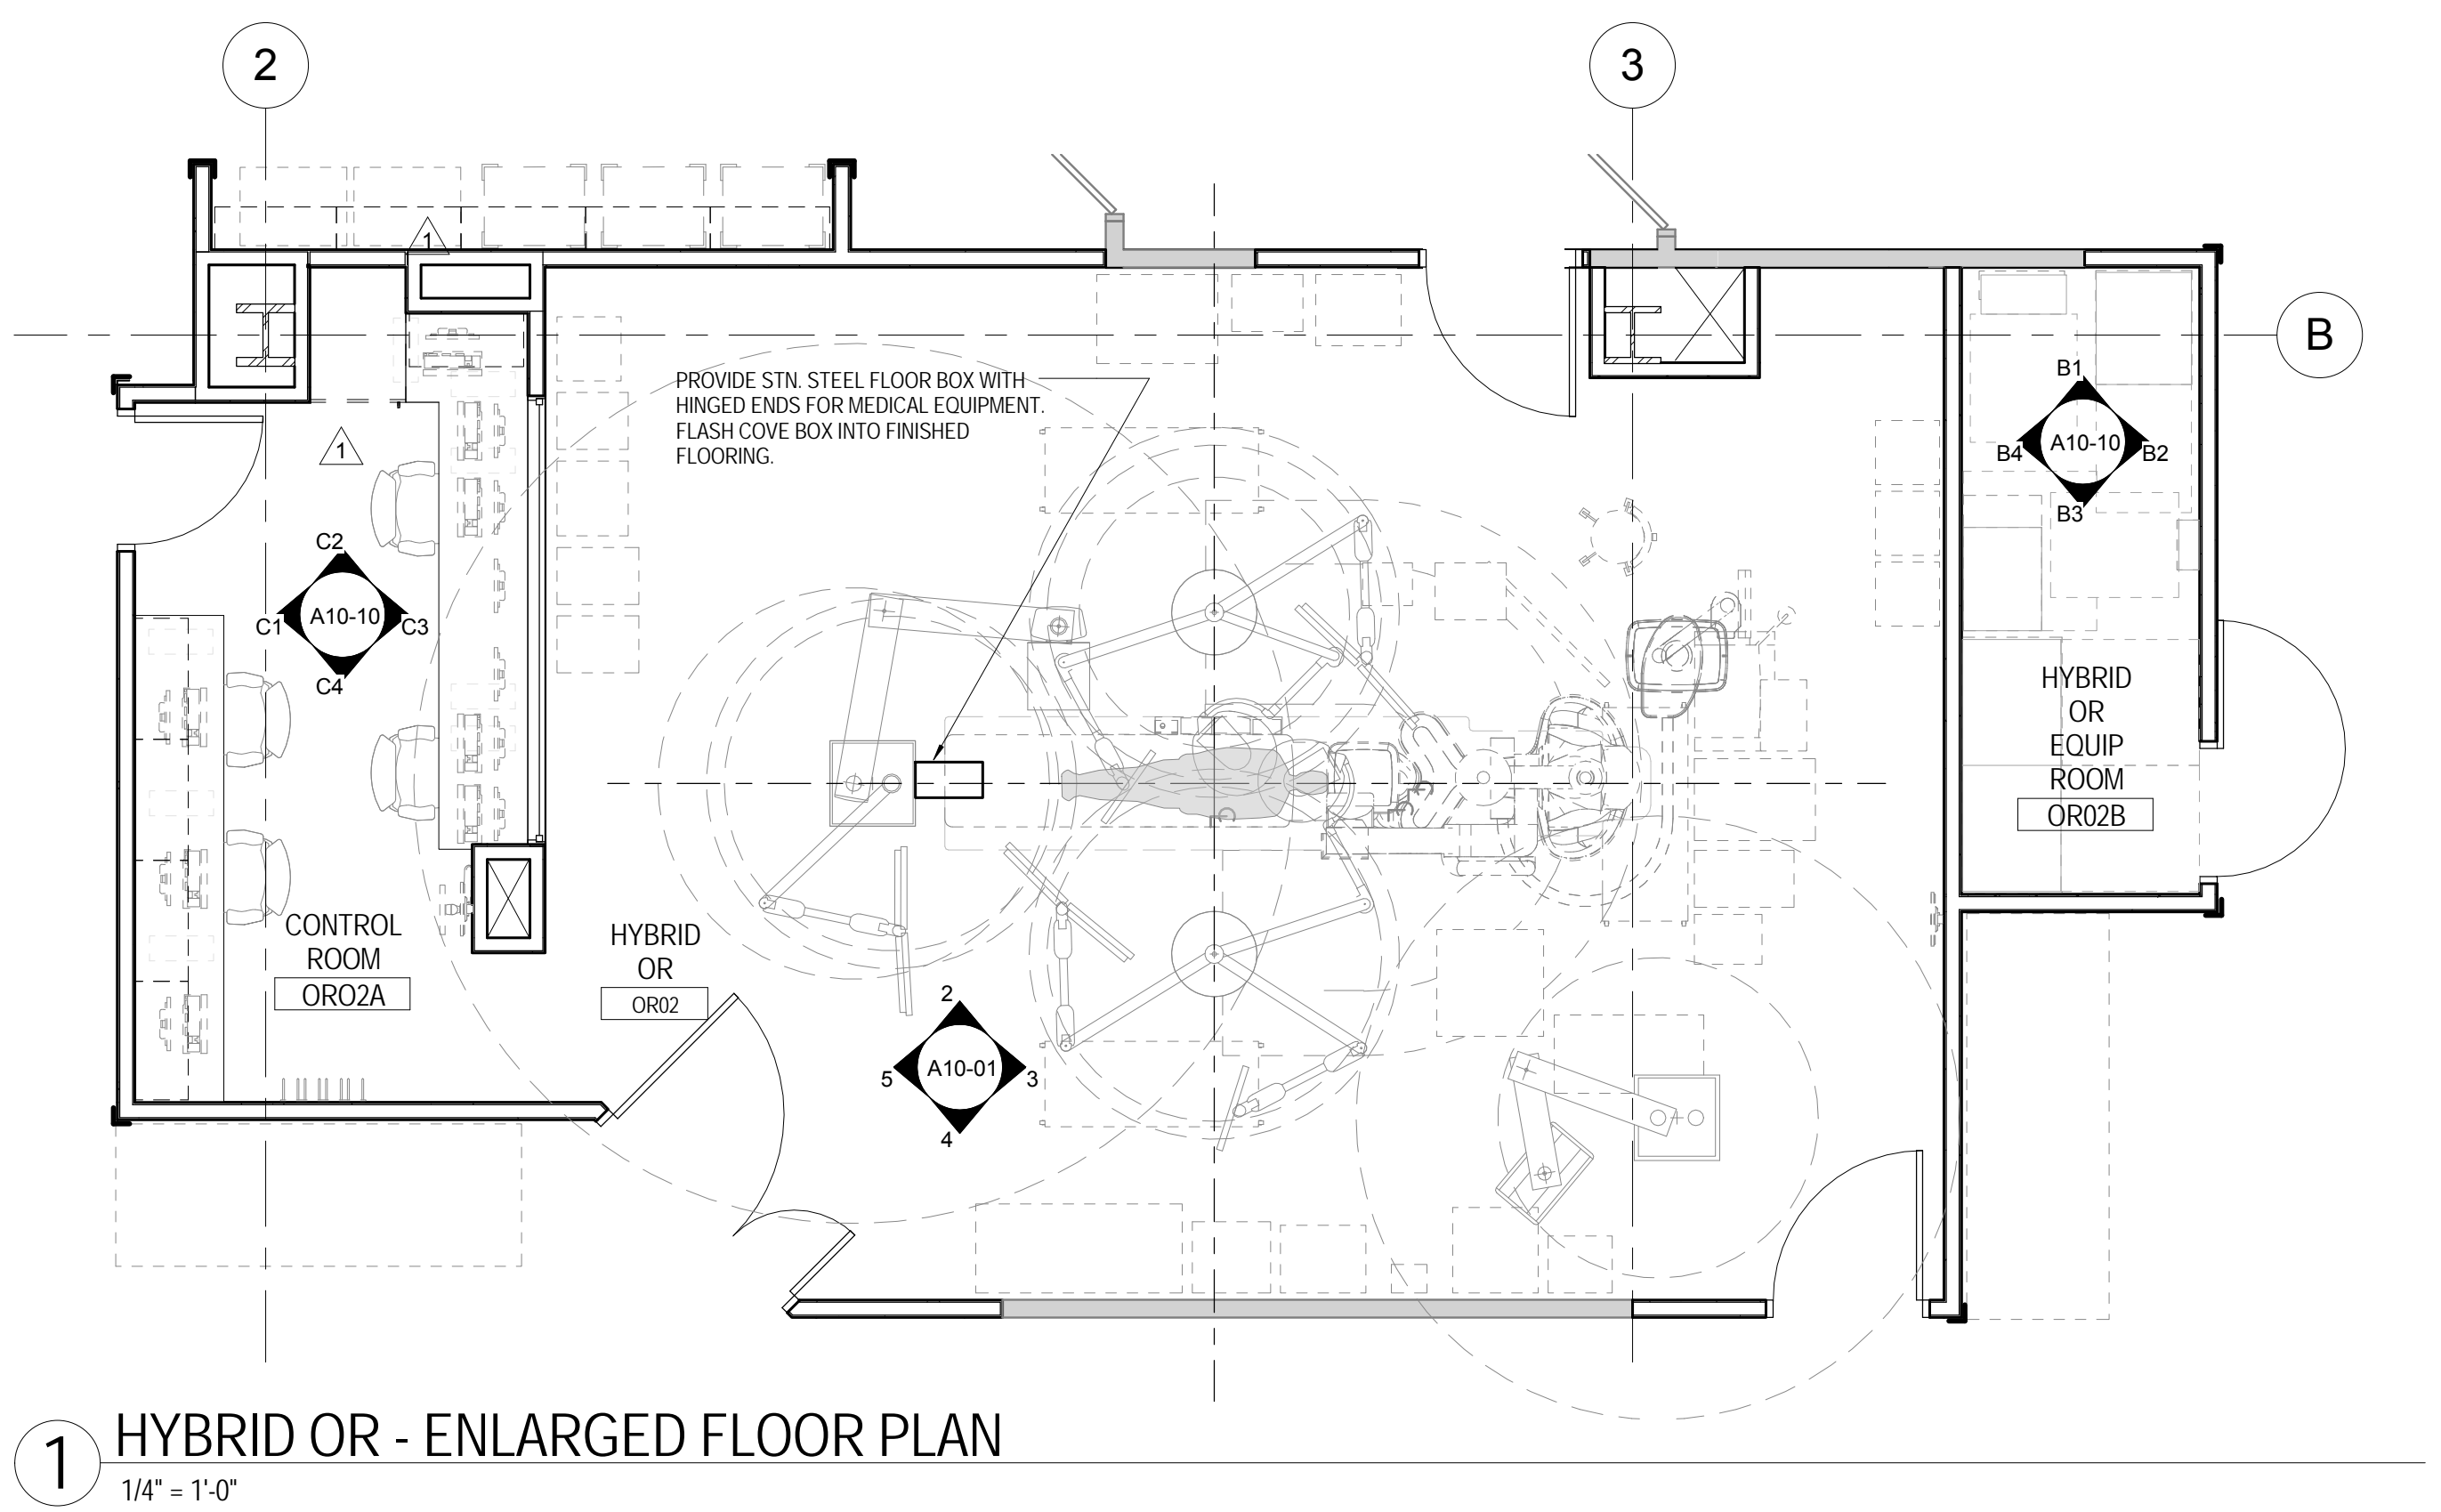 2
3
1
B
PROVIDE STN. STEEL FLOOR BOX WITH
HINGED ENDS FOR MEDICAL EQUIPMENT.
FLASH COVE BOX INTO FINISHED
FLOORING.
1
B1
B4
A10-10
B2
B3
C2
C1
A10-10
C3
C4
HYBRID
OR
EQUIP
ROOM
OR02B
CONTROL
ROOM
ORO2A
HYBRID
OR
OR02
2
5
A10-01
3
4
1
HYBRID OR - ENLARGED FLOOR PLAN
1/4" = 1'-0"